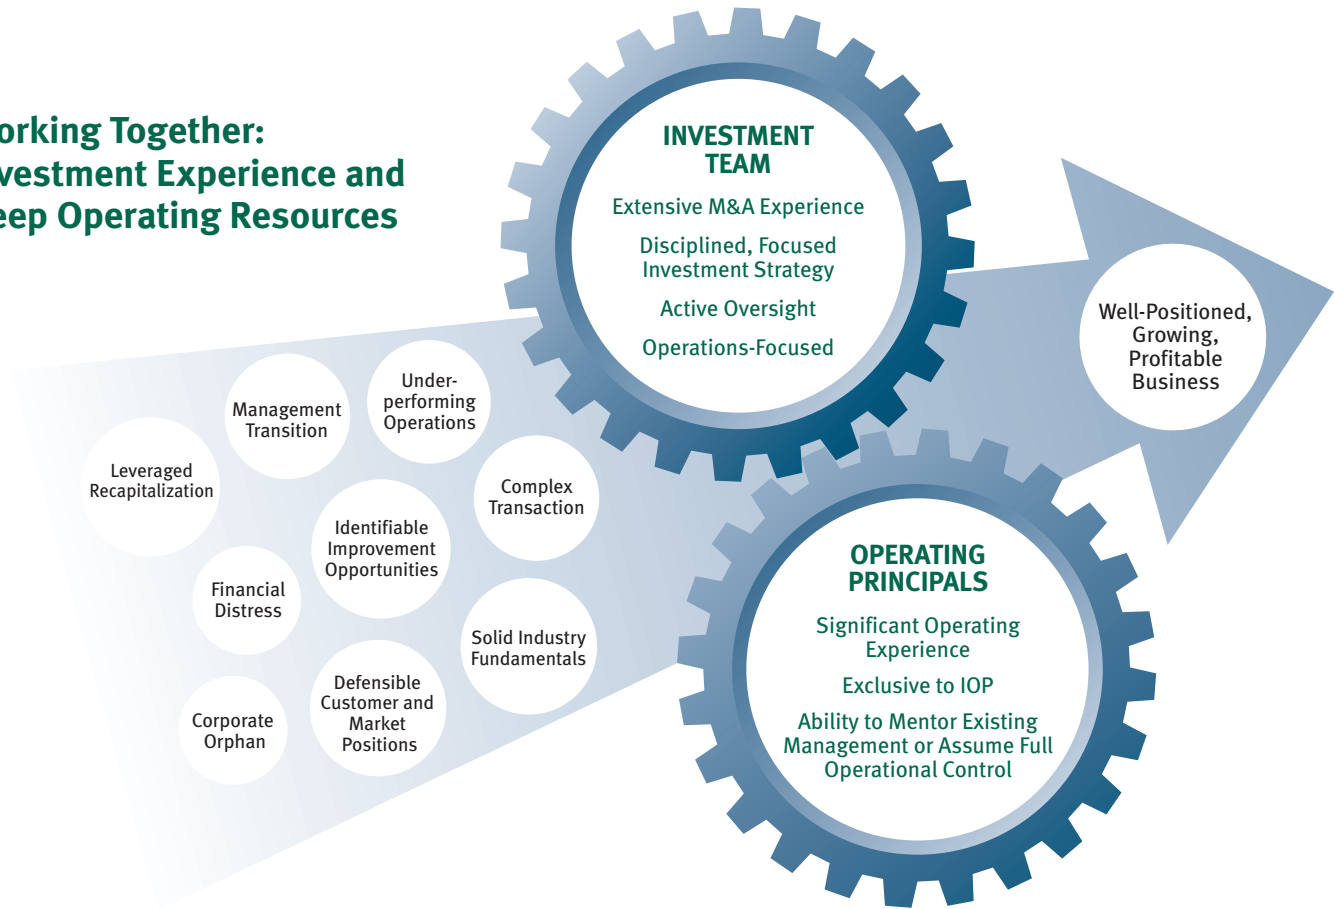 orking Together:
vestment Experience and
eep Operating Resources
INVESTMENT
TEAM
Extensive M&A Experience
Disciplined, Focused
Investment Strategy
Active Oversight
Operations-Focused
Well-Positioned,
Growing,
Profitable
Business
Under-
performing
Operations
Management
Transition
Leveraged
Recapitalization
Complex
Transaction
Identifiable
Improvement
Opportunities
Financial
Distress
Solid Industry
Fundamentals
Defensible
Customer and
Market
Positions
Corporate
Orphan
OPERATING
PRINCIPALS
Significant Operating
Experience
Exclusive to IOP
Ability to Mentor Existing
Management or Assume Full
Operational Control